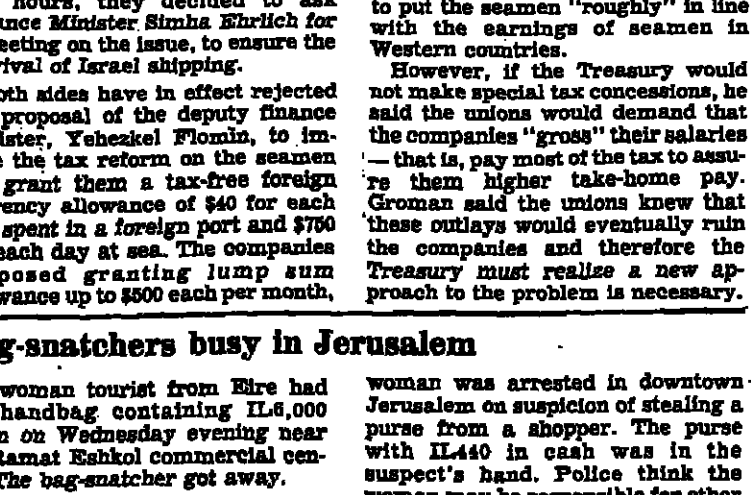 hours, they decided to ask
Minister Simha Ehrlich for
meeting on the issue, to ensure the
of Israel shipping.
sides have in effect rejected
proposal of the deputy finance
Yehezkel Flomin, to im-
the tax reform on the seamen
grant them a tax-free foreign
allowance of $40 for each
spent in a foreign port and $750
each day at sea. The companies
granting lump sum
up to $500 each per month,
to put the seamen "roughly" in line
with the earnings of seamen in
Western countries.
However, if the Treasury would
not make special tax concessions, he
said the unions would demand that
the companies "gross" their salaries
— that is, pay most of the tax to assu-
re them higher take-home pay.
Groman said the unions knew that
these outlays would eventually ruin
the companies and therefore the
Treasury must realize a new ap-
proach to the problem is necessary.
g-snatchers busy in Jerusalem
woman tourist from Eire had
handbag containing IL6,000
on Wednesday evening near
Ramat Eshkol commercial cen-
The bag-snatcher got away.
woman was arrested in downtown
Jerusalem on suspicion of stealing a
purse from a shopper. The purse
with IL440 in cash was in the
suspect's hand. Police think the
woman may be responsible for other